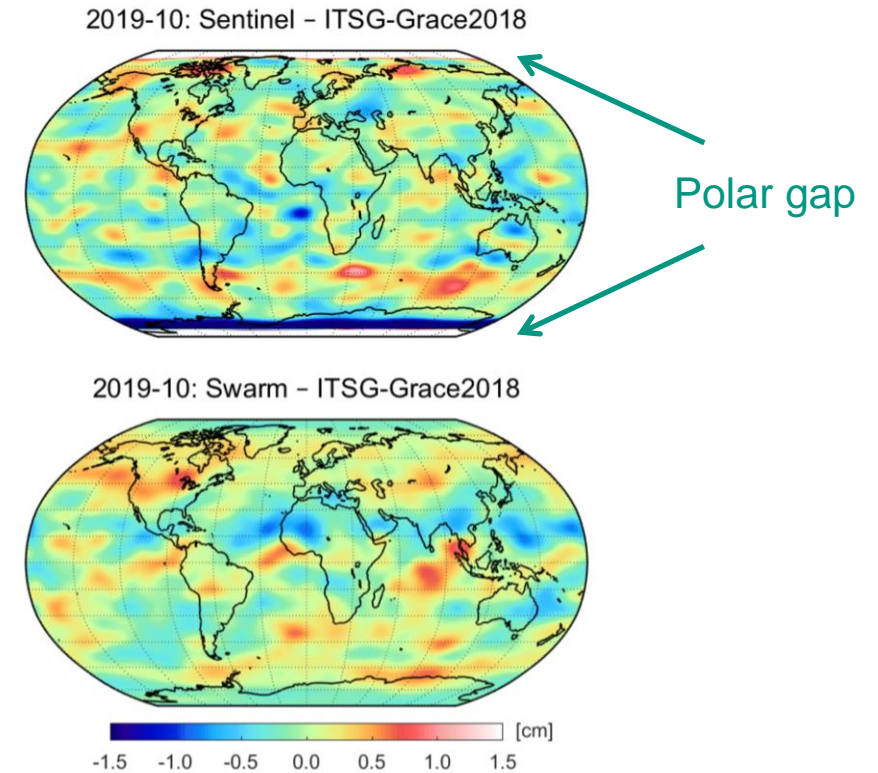 2019-10: Sentinel – ITSG-Grace2018
Polar gap
2019-10: Swarm – ITSG-Grace2018
[cm]
-1.5 -1.0 -0.5 0.0 0.5 1.0 1.5